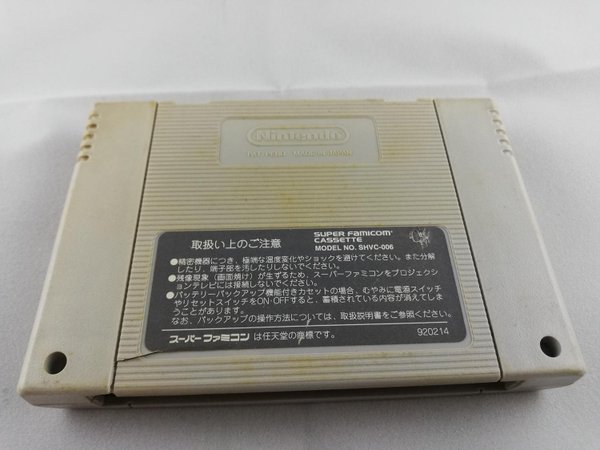 Nintendo
PAT. PEND. MADE IN JAPAN
取扱い上のご注意
SUPER FAMICOM
CASSETTE
MODEL NO. SHVC-006
●精密機器につき、極端な温度変化やショックを避けてください。また分解
したり、端子部を汚したりしないでください。
●残像現象（画面焼け）が生ずるため、スーパーファミコンをプロジェクシ
ョンテレビには接続しないでください。
●バッテリーバックアップ機能付きカセットの場合、むやみに電源スイッチ
やリセットスイッチをON・OFFすると、蓄積されている内容が消えてしま
うことがあります。
なお、バックアップの操作方法については、取扱説明書をご参照ください。
スーパーファミコンは任天堂の商標です。
920214